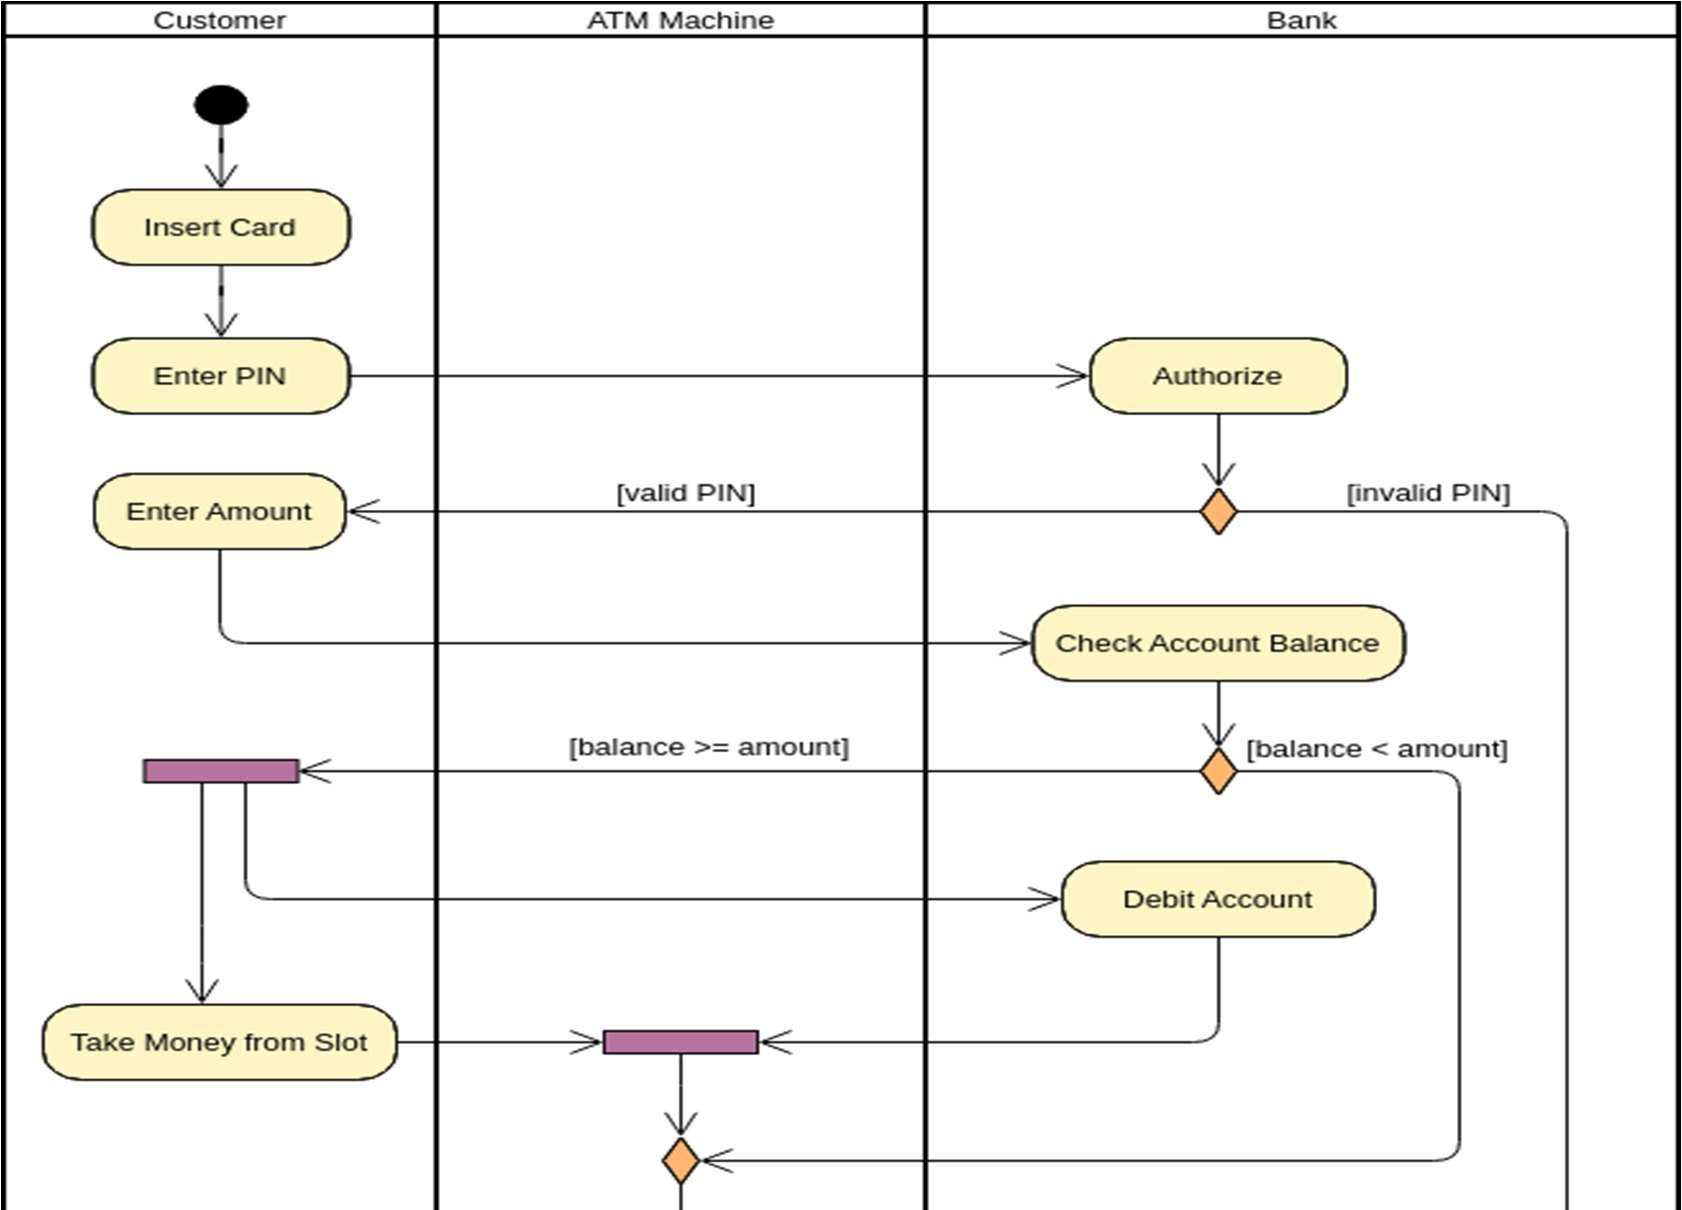 Customer
ATM Machine
Bank
Insert Card
Enter PIN
Authorize
[valid PIN]
[invalid PIN]
Enter Amount
Check Account Balance
[balance >= amount]
[balance < amount]
Debit Account
Take Money from Slot